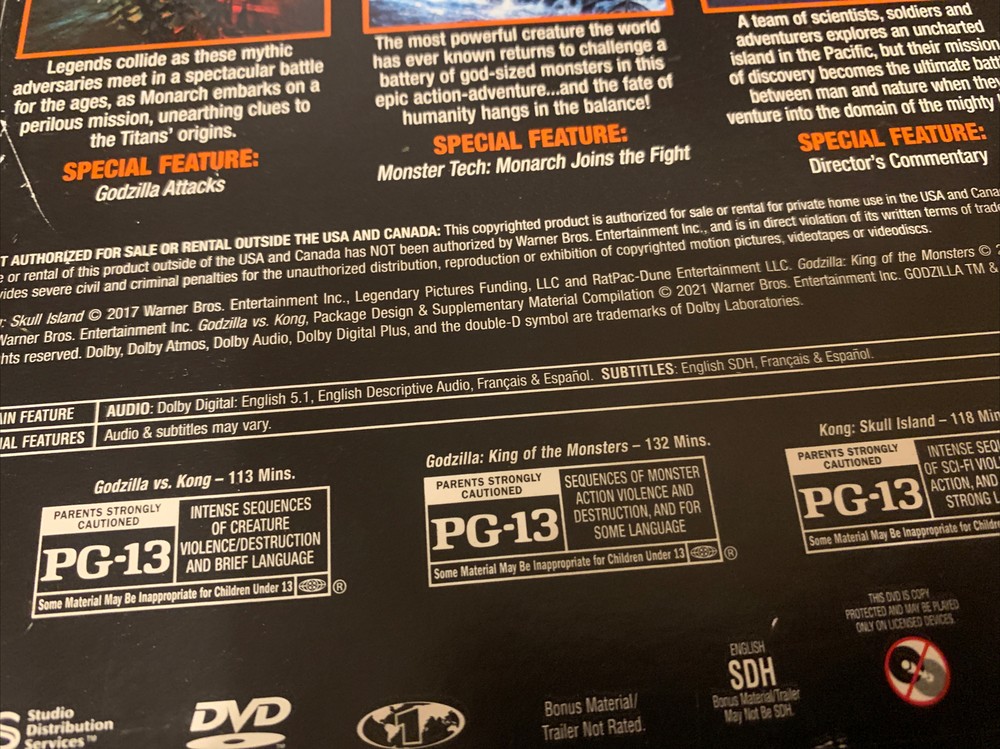 Legends collide as these mythic
adversaries meet in a spectacular battle
for the ages, as Monarch embarks on a
perilous mission, unearthing clues to
the Titans' origins.
SPECIAL FEATURE:
Godzilla Attacks
The most powerful creature the world
has ever known returns to challenge a
battery of god-sized monsters in this
epic action-adventure...and the fate of
humanity hangs in the balance!
SPECIAL FEATURE:
Monster Tech: Monarch Joins the Fight
A team of scientists, soldiers and
adventurers explores an uncharted
island in the Pacific, but their mission
of discovery becomes the ultimate batt
between man and nature when they
venture into the domain of the mighty
SPECIAL FEATURE:
Director's Commentary
T AUTHORIZED FOR SALE OR RENTAL OUTSIDE THE USA AND CANADA: This copyrighted product is authorized for sale or rental for private home use in the USA and Cana
e or rental of this product outside of the USA and Canada has NOT been authorized by Warner Bros. Entertainment Inc., and is in direct violation of its written terms of trade
vides severe civil and criminal penalties for the unauthorized distribution, reproduction or exhibition of copyrighted motion pictures, videotapes or videodiscs.
: Skull Island © 2017 Warner Bros. Entertainment Inc., Legendary Pictures Funding, LLC and RatPac-Dune Entertainment LLC. Godzilla: King of the Monsters ©
Warner Bros. Entertainment Inc. Godzilla vs. Kong, Package Design & Supplementary Material Compilation © 2021 Warner Bros. Entertainment Inc. GODZILLA TM &
hts reserved. Dolby, Dolby Atmos, Dolby Audio, Dolby Digital Plus, and the double-D symbol are trademarks of Dolby Laboratories.
IN FEATURE AUDIO: Dolby Digital: English 5.1, English Descriptive Audio, Français & Español. SUBTITLES: English SDH, Français & Español.
IAL FEATURES Audio & subtitles may vary.
Godzilla vs. Kong – 113 Mins.
PARENTS STRONGLY
CAUTIONED
PG-13
INTENSE SEQUENCES
OF CREATURE
VIOLENCE/DESTRUCTION
AND BRIEF LANGUAGE
Some Material May Be Inappropriate for Children Under 13 ®
Godzilla: King of the Monsters – 132 Mins.
PARENTS STRONGLY
CAUTIONED
PG-13
SEQUENCES OF MONSTER
ACTION VIOLENCE AND
DESTRUCTION, AND FOR
SOME LANGUAGE
Some Material May Be Inappropriate for Children Under 13 ®
Kong: Skull Island – 118 Min
PARENTS STRONGLY
CAUTIONED
PG-13
INTENSE SEQU
OF SCI-FI VIOL
ACTION, AND
STRONG L
Some Material May Be Inappropriate for Childre
THIS DVD IS COPY
PROTECTED AND MAY BE PLAYED
ONLY ON LICENSED DEVICES.
S Studio
Distribution
Services™
DVD
1
Bonus Material/
Trailer Not Rated.
ENGLISH
SDH
Bonus Material/Trailer
May Not Be SDH.